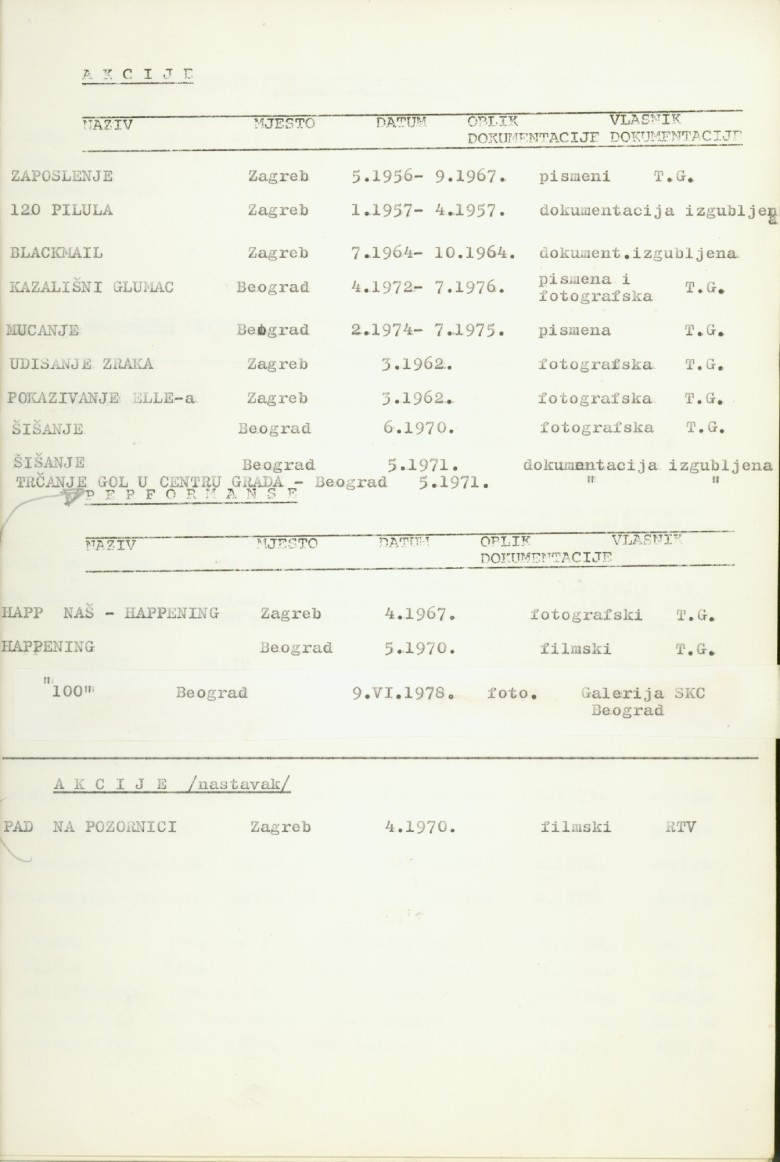 A K C I J E
NAZIV MJESTO DATUM OBLIK DOKUMENTACIJE VLASNIK DOKUMENTACIJE
ZAPOSLENJE Zagreb 5.1956- 9.1967. pismeni T.G.
120 PILULA Zagreb 1.1957- 4.1957. dokumentacija izgubljena
BLACKMAIL Zagreb 7.1964- 10.1964. dokument.izgubljena
KAZALIŠNI GLUMAC Beograd 4.1972- 7.1976. pismena i fotografska T.G.
MUCANJE Beograd 2.1974- 7.1975. pismena T.G.
UDISANJE ZRAKA Zagreb 3.1962. fotografska T.G.
POKAZIVANJE ELLE-a Zagreb 3.1962. fotografska T.G.
ŠIŠANJE Beograd 6.1970. fotografska T.G.
ŠIŠANJE Beograd 5.1971. dokumentacija izgubljena
TRČANJE GOL U CENTRU GRADA - Beograd 5.1971. " "
P E R F O R M A N S E
NAZIV MJESTO DATUM OBLIK DOKUMENTACIJE VLASNIK
HAPP NAŠ - HAPPENING Zagreb 4.1967. fotografski T.G.
HAPPENING Beograd 5.1970. filmski T.G.
"100" Beograd 9.VI.1978. foto. Galerija SKC
Beograd
A K C I J E /nastavak/
PAD NA POZORNICI Zagreb 4.1970. filmski RTV